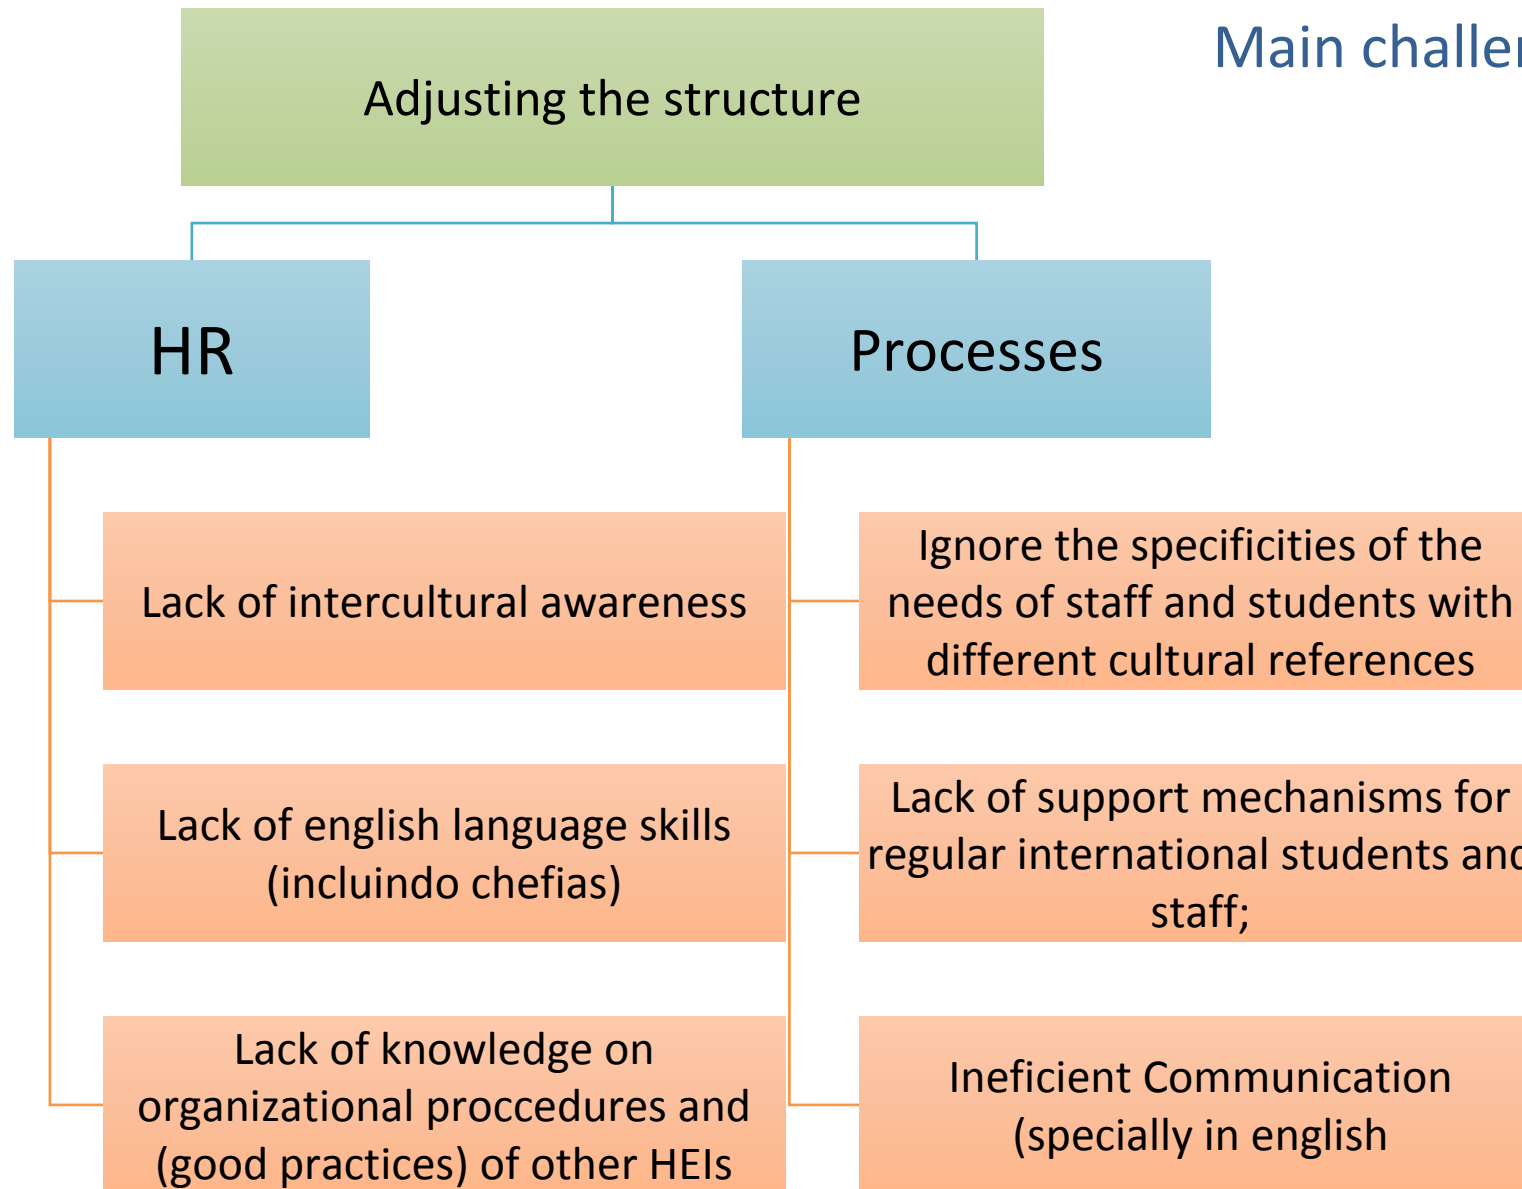 Main challen
Adjusting the structure
HR
Processes
Lack of intercultural awareness
Ignore the specificities of the
needs of staff and students with
different cultural references
Lack of english language skills
(incluindo chefias)
Lack of support mechanisms for
regular international students and
staff;
Lack of knowledge on
organizational proccedures and
(good practices) of other HEIs
Ineficient Communication
(specially in english